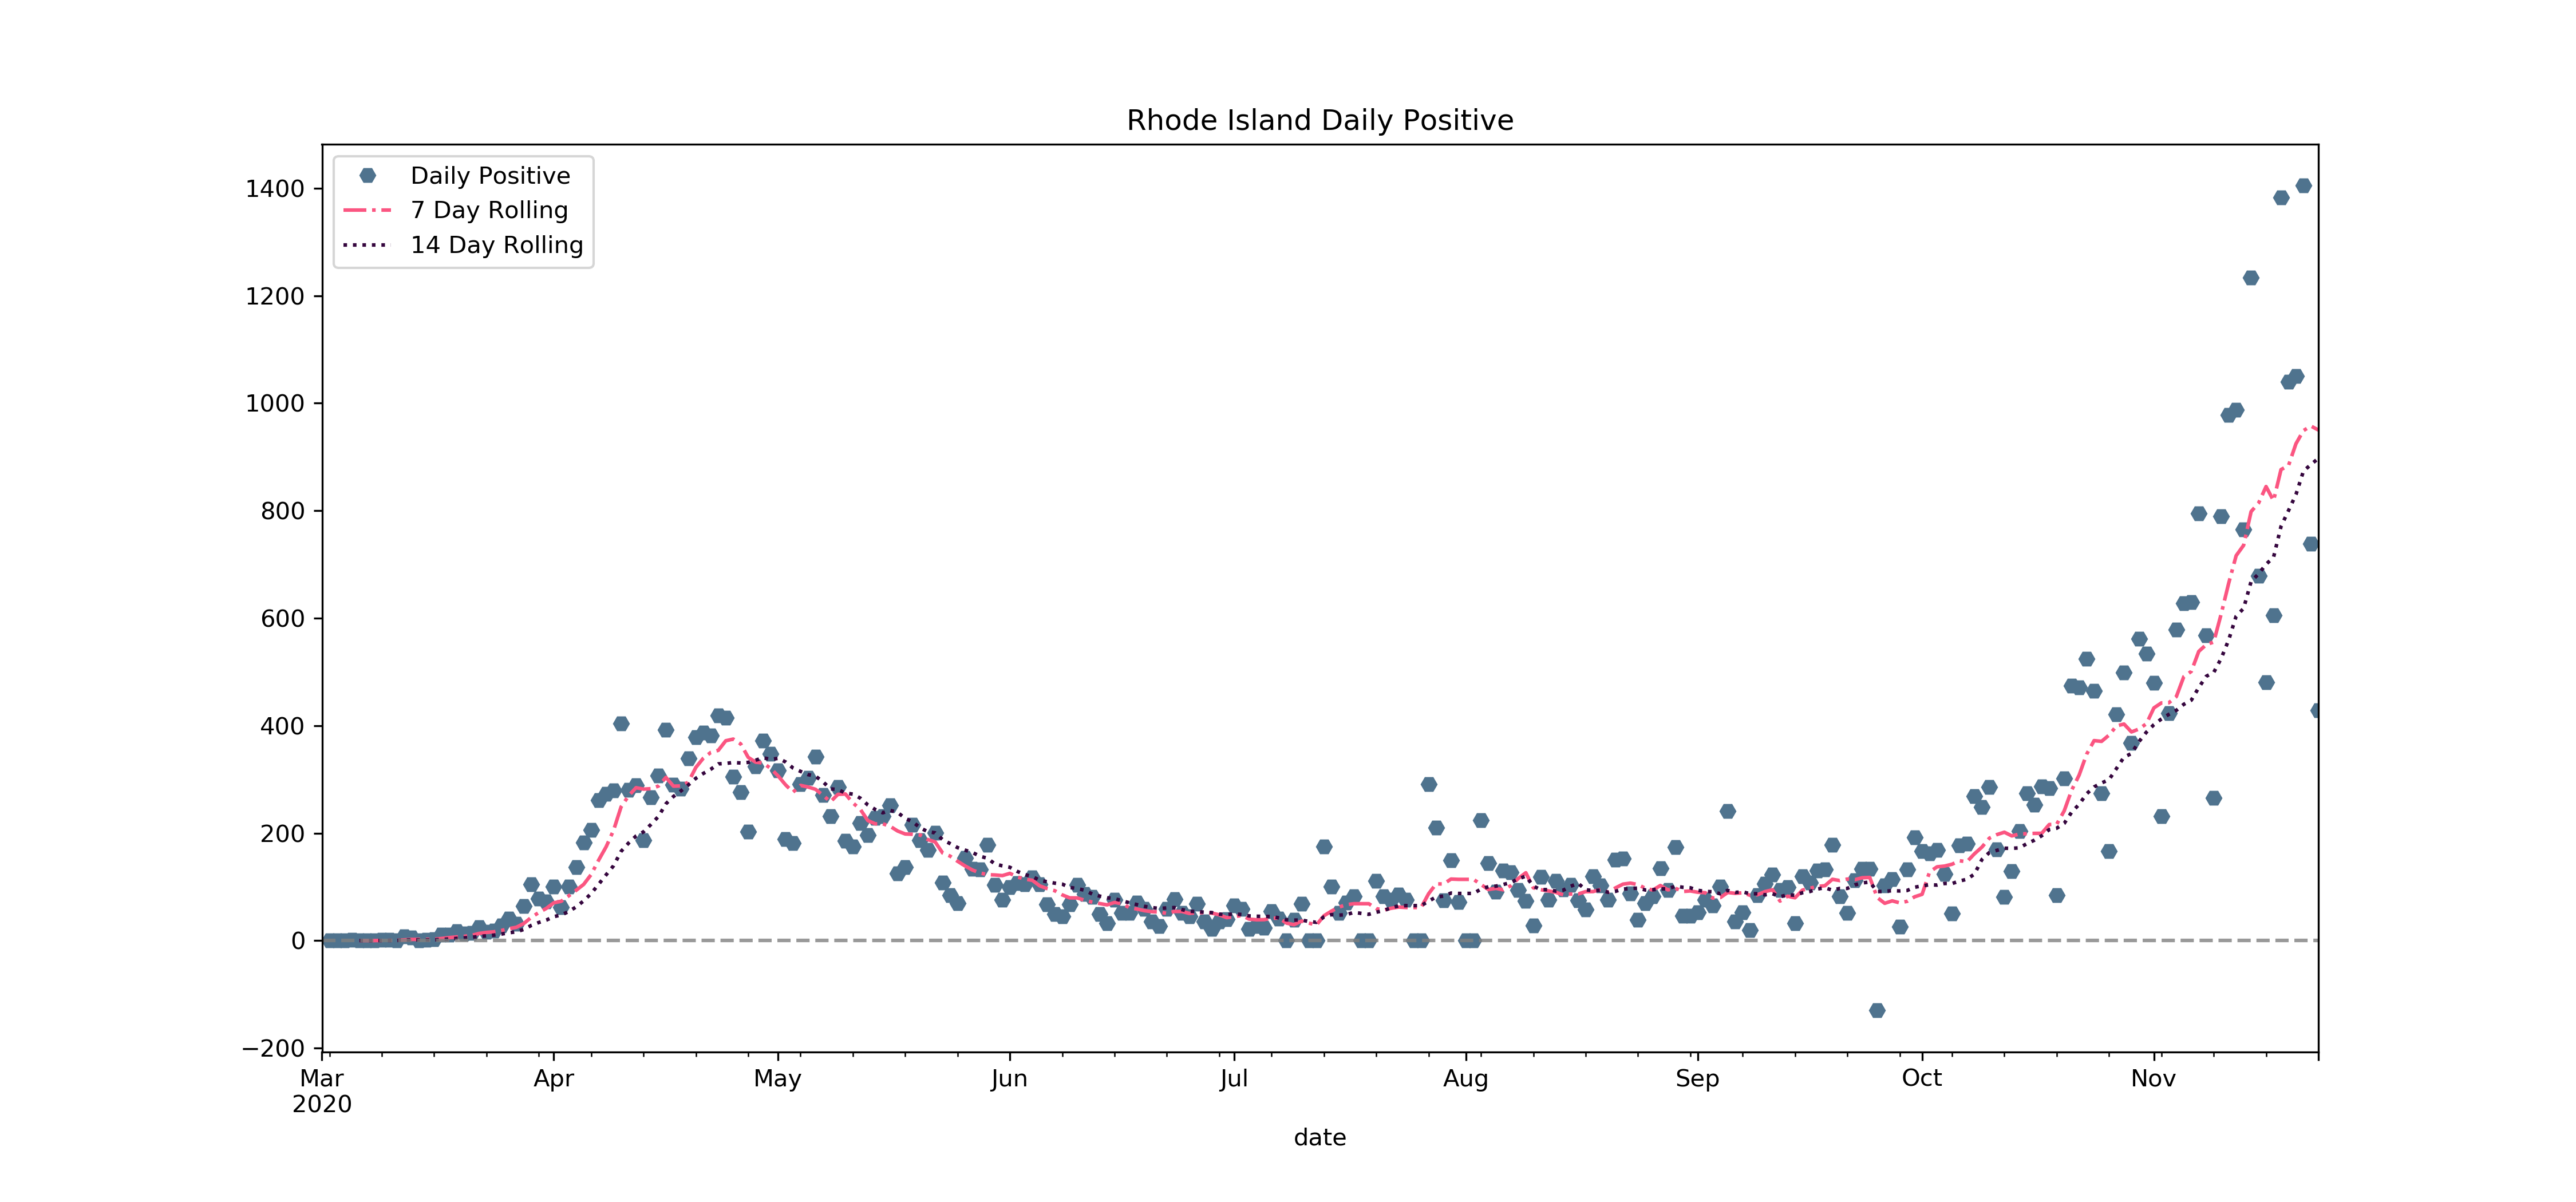 Rhode Island Daily Positive
Daily Positive
7 Day Rolling
14 Day Rolling
1400
1200
1000
800
600
400
200
0
−200
Mar Apr May Jun Jul Aug Sep Oct Nov
2020
date